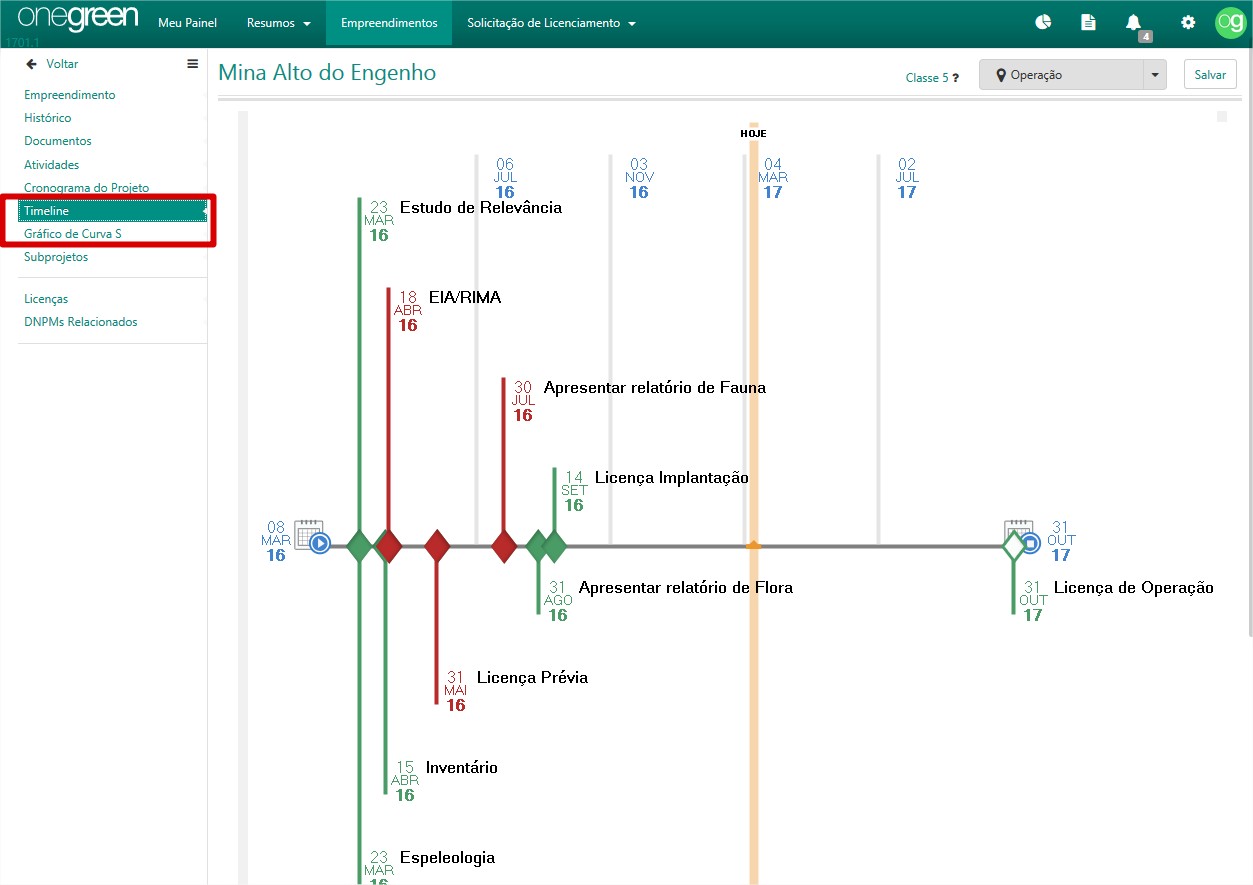 onegreen
1701.1
Meu Painel
Resumos
Empreendimentos
Solicitação de Licenciamento
4
og
Voltar
Empreendimento
Histórico
Documentos
Atividades
Cronograma do Projeto
Timeline
Gráfico de Curva S
Subprojetos
Licenças
DNPMs Relacionados
Mina Alto do Engenho
Classe 5 ?
Operação
Salvar
HOJE
06
JUL
16
03
NOV
16
04
MAR
17
02
JUL
17
23
MAR
16
Estudo de Relevância
18
ABR
16
EIA/RIMA
30
JUL
16
Apresentar relatório de Fauna
14
SET
16
Licença Implantação
08
MAR
16
31
OUT
17
31
AGO
16
Apresentar relatório de Flora
31
OUT
17
Licença de Operação
31
MAI
16
Licença Prévia
15
ABR
16
Inventário
23
MAR
16
Espeleologia